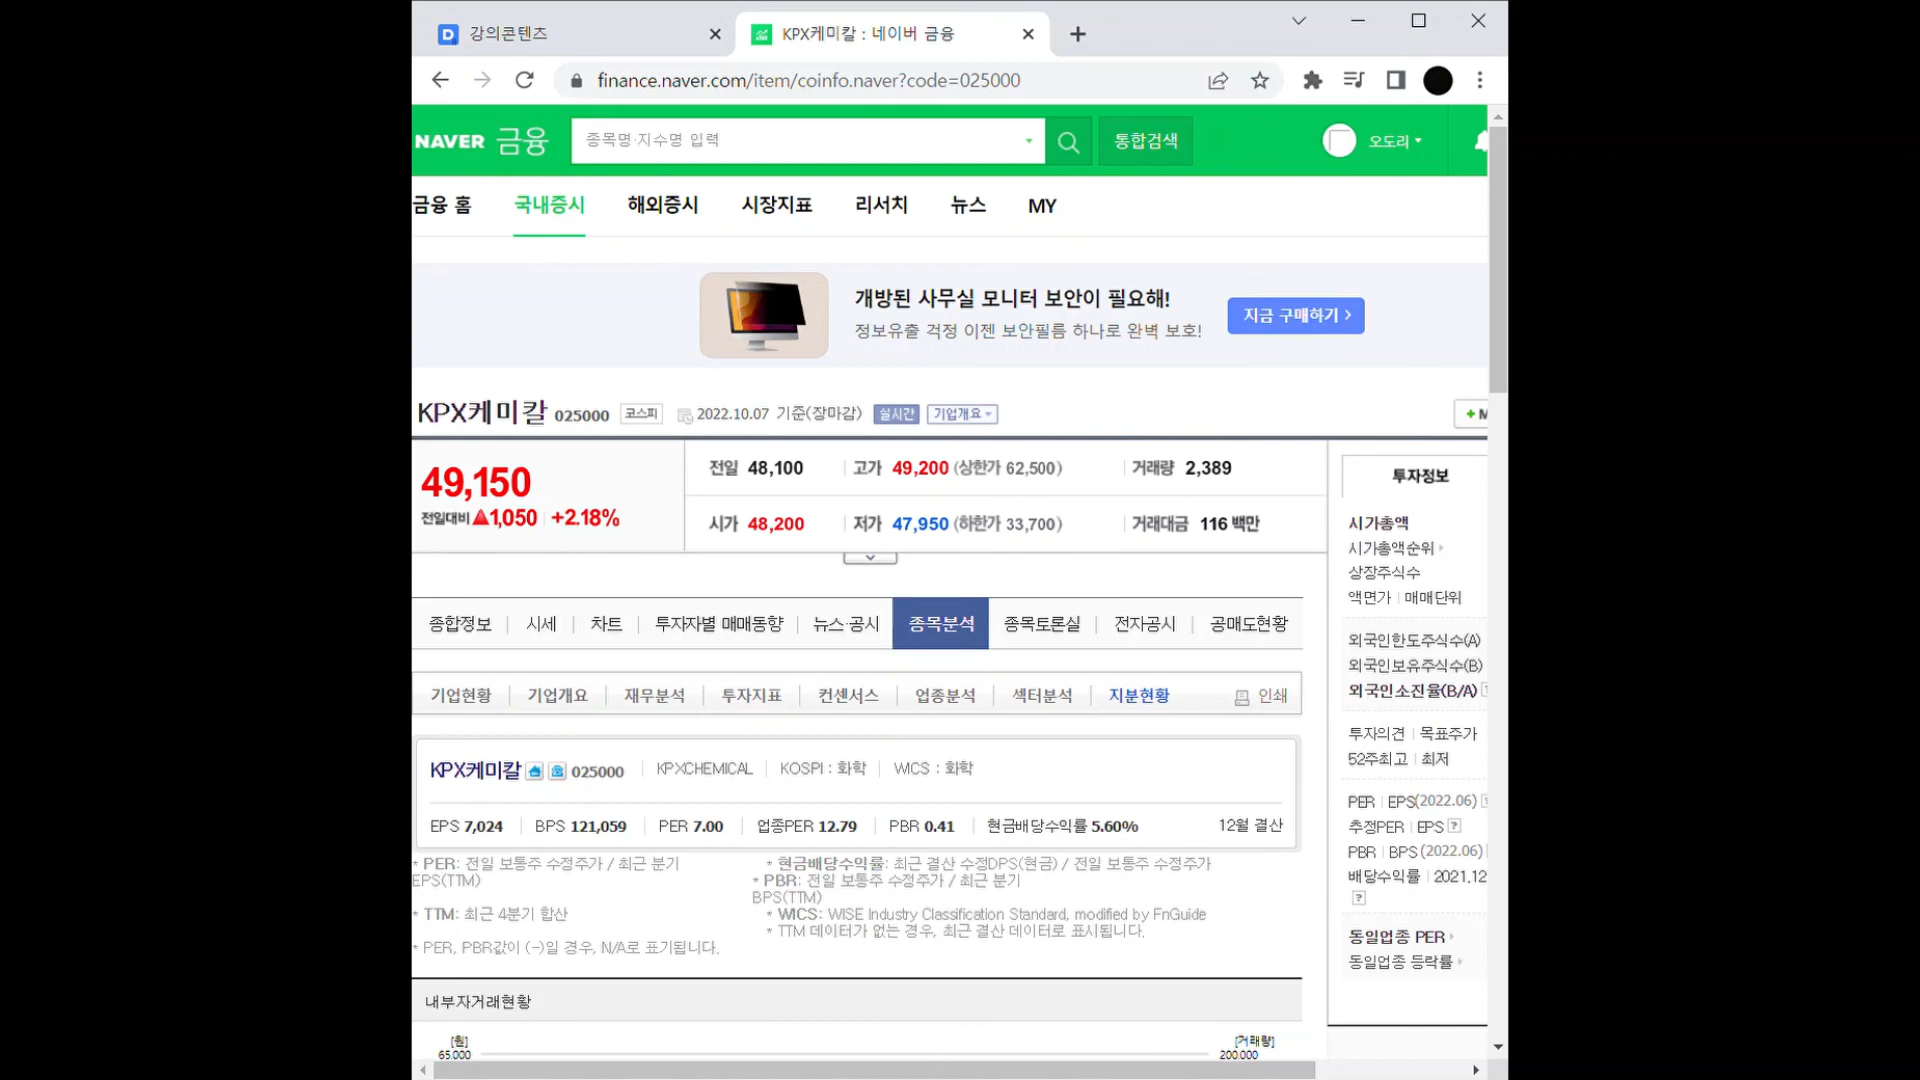 강의콘텐츠
KPX케미칼 : 네이버 금융
finance.naver.com/item/coinfo.naver?code=025000
NAVER 금융
종목명·지수명 입력
통합검색
오도리
금융 홈 국내증시 해외증시 시장지표 리서치 뉴스 MY
개방된 사무실 모니터 보안이 필요해!
정보유출 걱정 이젠 보안필름 하나로 완벽 보호!
지금 구매하기 >
KPX케미칼 025000 코스피 2022.10.07 기준(장마감) 실시간 기업개요
49,150
전일대비 ▲1,050 +2.18%
전일 48,100 고가 49,200 (상한가 62,500) 거래량 2,389
시가 48,200 저가 47,950 (하한가 33,700) 거래대금 116 백만
종합정보 시세 차트 투자자별 매매동향 뉴스·공시 종목분석 종목토론실 전자공시 공매도현황
기업현황 기업개요 재무분석 투자지표 컨센서스 업종분석 섹터분석 지분현황 인쇄
KPX케미칼 025000 KPXCHEMICAL KOSPI : 화학 WICS : 화학
EPS 7,024 BPS 121,059 PER 7.00 업종PER 12.79 PBR 0.41 현금배당수익률 5.60% 12월 결산
* PER: 전일 보통주 수정주가 / 최근 분기
EPS(TTM)
* TTM: 최근 4분기 합산
* PER, PBR값이 (-)일 경우, N/A로 표기됩니다.
* 현금배당수익률: 최근 결산 수정DPS(현금) / 전일 보통주 수정주가
* PBR: 전일 보통주 수정주가 / 최근 분기
BPS(TTM)
* WICS: WISE Industry Classification Standard, modified by FnGuide
* TTM 데이터가 없는 경우, 최근 결산 데이터로 표시됩니다.
내부자거래현황
[원]
65,000
[거래량]
200,000
+ M
투자정보
시가총액
시가총액순위
상장주식수
액면가 | 매매단위
외국인한도주식수(A)
외국인보유주식수(B)
외국인소진율(B/A)
투자의견 | 목표주가
52주최고 | 최저
PER | EPS(2022.06)
추정PER | EPS ?
PBR | BPS (2022.06)
배당수익률 | 2021.12
?
동일업종 PER
동일업종 등락률